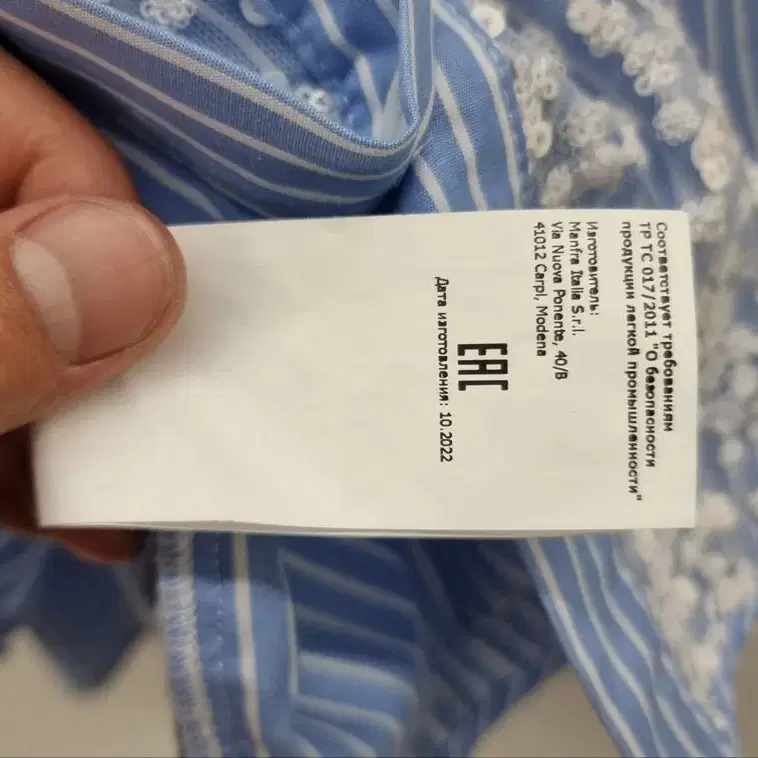 Соответствует требованиям
ТР ТС 017/2011 "О безопасности
продукции легкой промышленности"
Изготовитель:
Manfra Italia S.r.l.
Via Nuova Ponente, 40/B
41012 Carpi, Modena
EAC
Дата изготовления: 10.2022